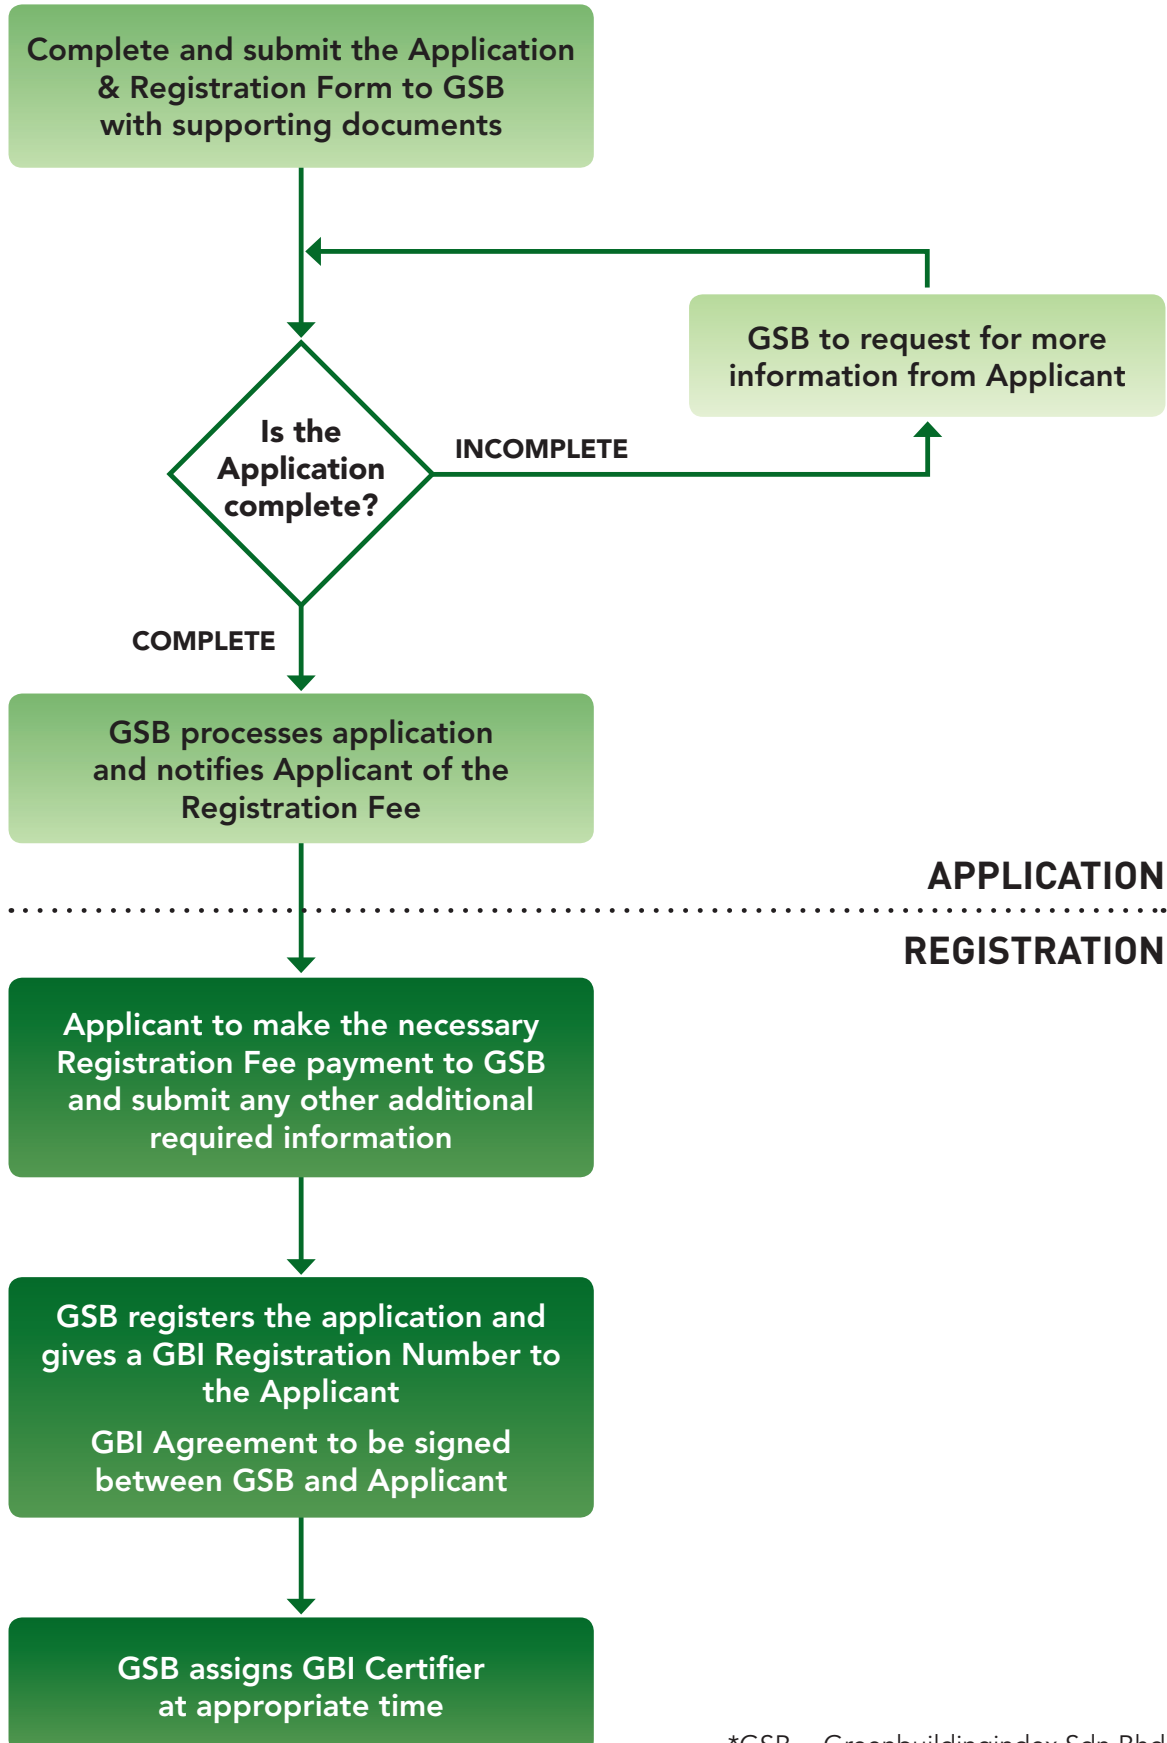 Complete and submit the Application
& Registration Form to GSB
with supporting documents
GSB to request for more
information from Applicant
Is the
Application
complete?
INCOMPLETE
COMPLETE
GSB processes application
and notifies Applicant of the
Registration Fee
APPLICATION
REGISTRATION
Applicant to make the necessary
Registration Fee payment to GSB
and submit any other additional
required information
GSB registers the application and
gives a GBI Registration Number to
the Applicant
GBI Agreement to be signed
between GSB and Applicant
GSB assigns GBI Certifier
at appropriate time
*GSB – Greenbuildingindex Sdn Bhd